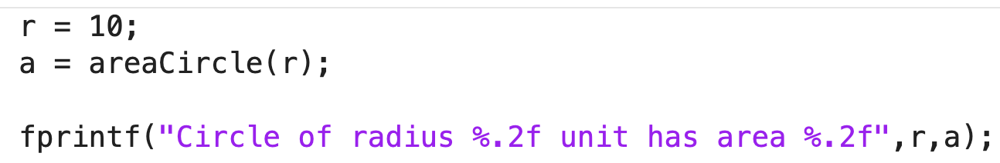 r = 10;
a = areaCircle(r);
fprintf("Circle of radius %.2f unit has area %.2f",r,a);